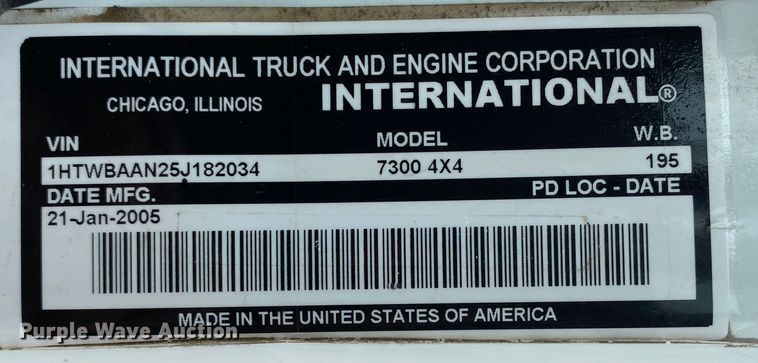 INTERNATIONAL TRUCK AND ENGINE CORPORATION
CHICAGO, ILLINOIS INTERNATIONAL®
VIN MODEL W.B.
1HTWBAAN25J182034 7300 4X4 195
DATE MFG. PD LOC - DATE
21-Jan-2005
MADE IN THE UNITED STATES OF AMERICA
Purple Wave Auction